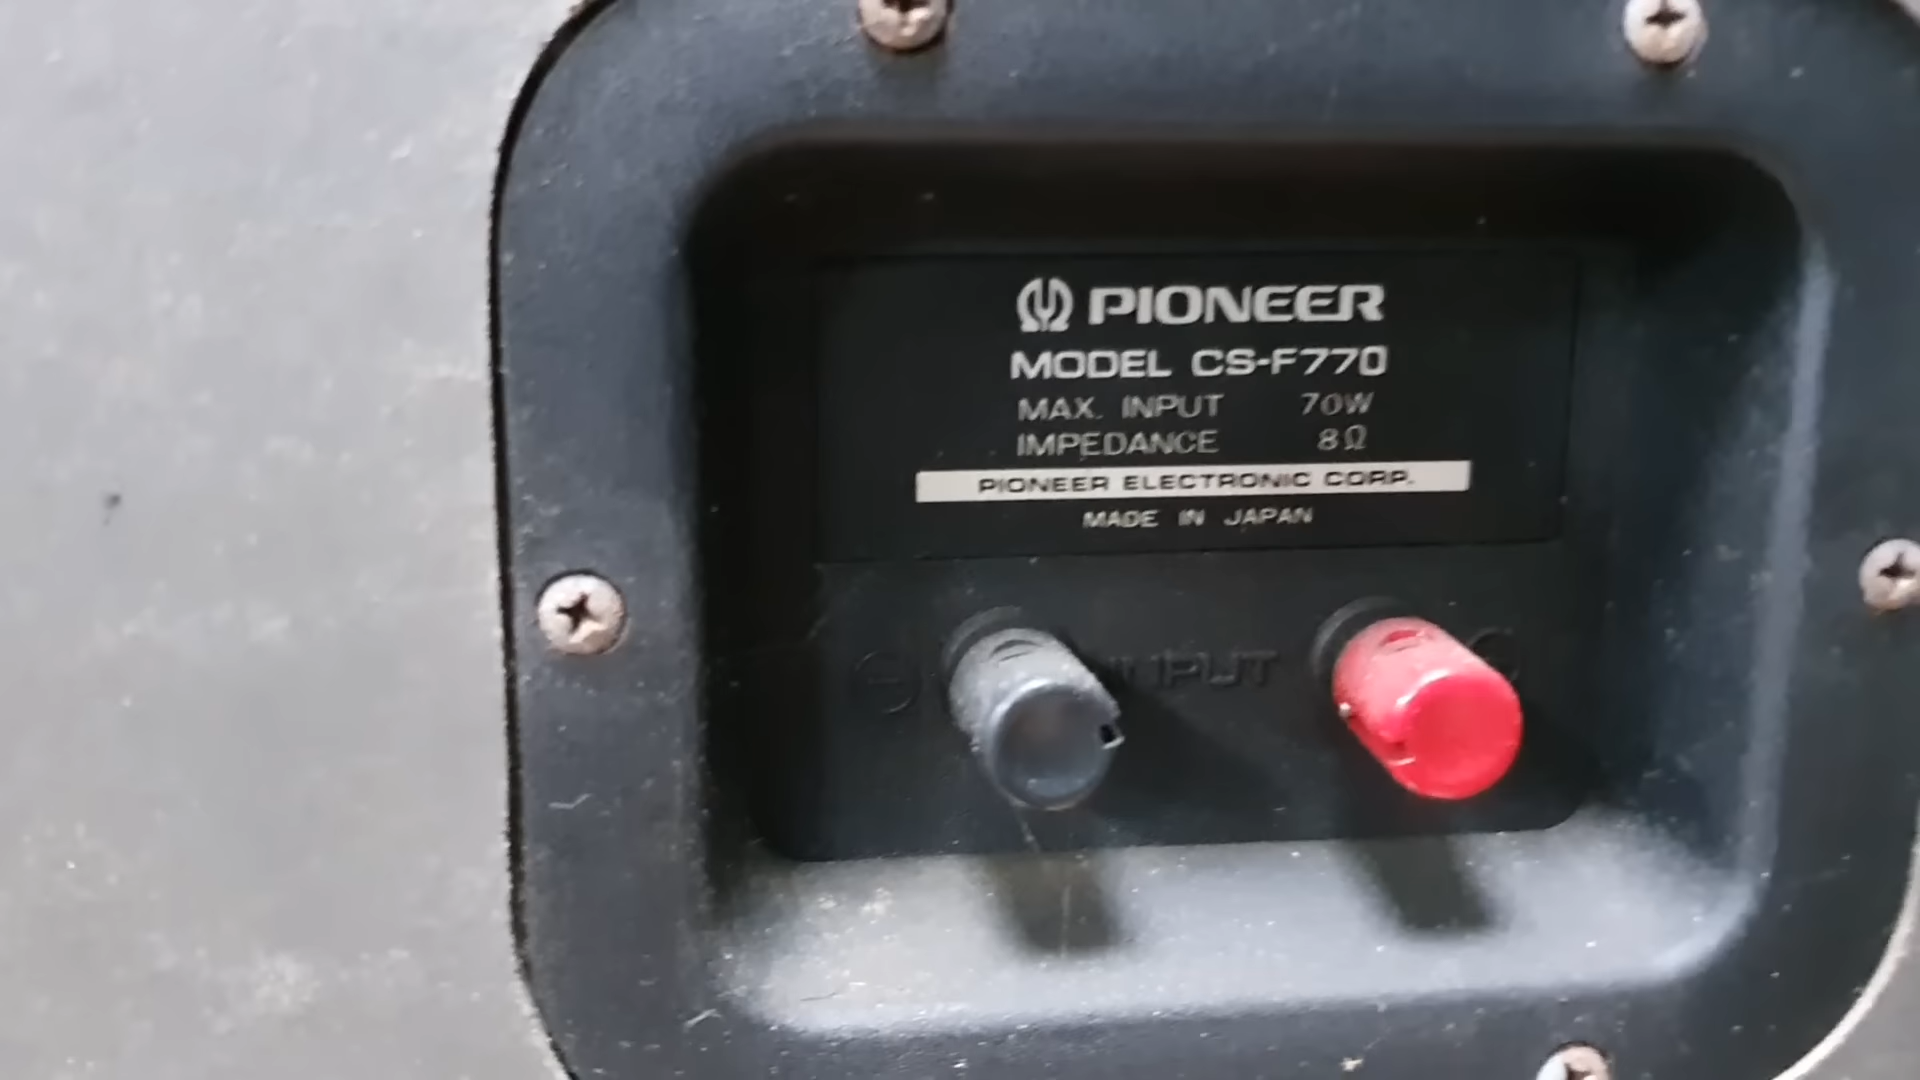 PIONEER
MODEL CS-F770
MAX. INPUT 70W
IMPEDANCE 8Ω
PIONEER ELECTRONIC CORP.
MADE IN JAPAN
INPUT